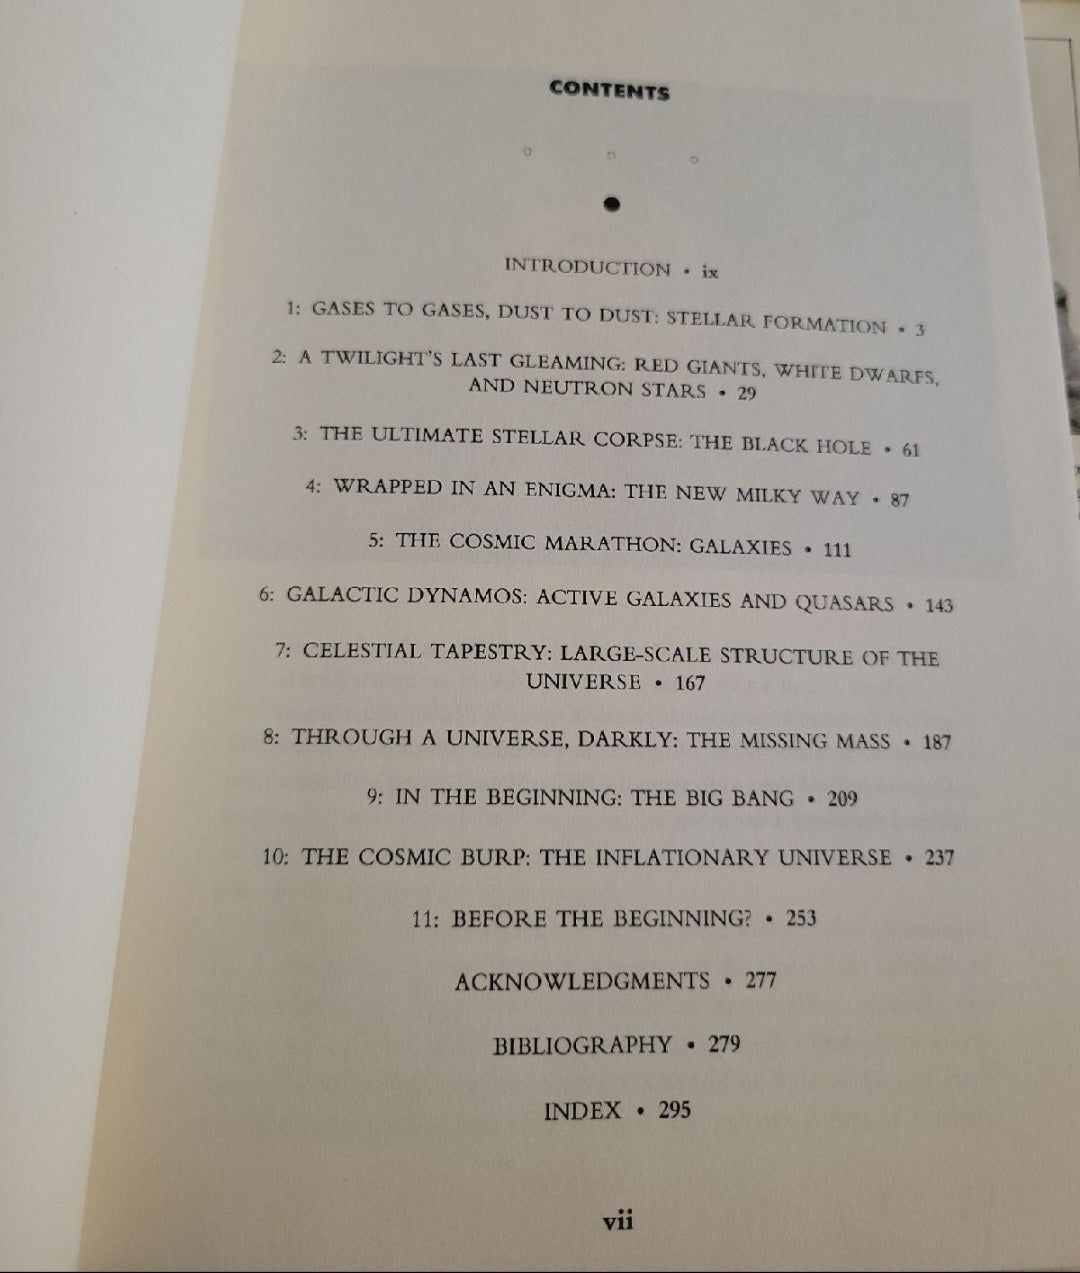 CONTENTS
INTRODUCTION • ix
1: GASES TO GASES, DUST TO DUST: STELLAR FORMATION • 3
2: A TWILIGHT'S LAST GLEAMING: RED GIANTS, WHITE DWARFS,
AND NEUTRON STARS • 29
3: THE ULTIMATE STELLAR CORPSE: THE BLACK HOLE • 61
4: WRAPPED IN AN ENIGMA: THE NEW MILKY WAY • 87
5: THE COSMIC MARATHON: GALAXIES • 111
6: GALACTIC DYNAMOS: ACTIVE GALAXIES AND QUASARS • 143
7: CELESTIAL TAPESTRY: LARGE-SCALE STRUCTURE OF THE
UNIVERSE • 167
8: THROUGH A UNIVERSE, DARKLY: THE MISSING MASS • 187
9: IN THE BEGINNING: THE BIG BANG • 209
10: THE COSMIC BURP: THE INFLATIONARY UNIVERSE • 237
11: BEFORE THE BEGINNING? • 253
ACKNOWLEDGMENTS • 277
BIBLIOGRAPHY • 279
INDEX • 295
vii